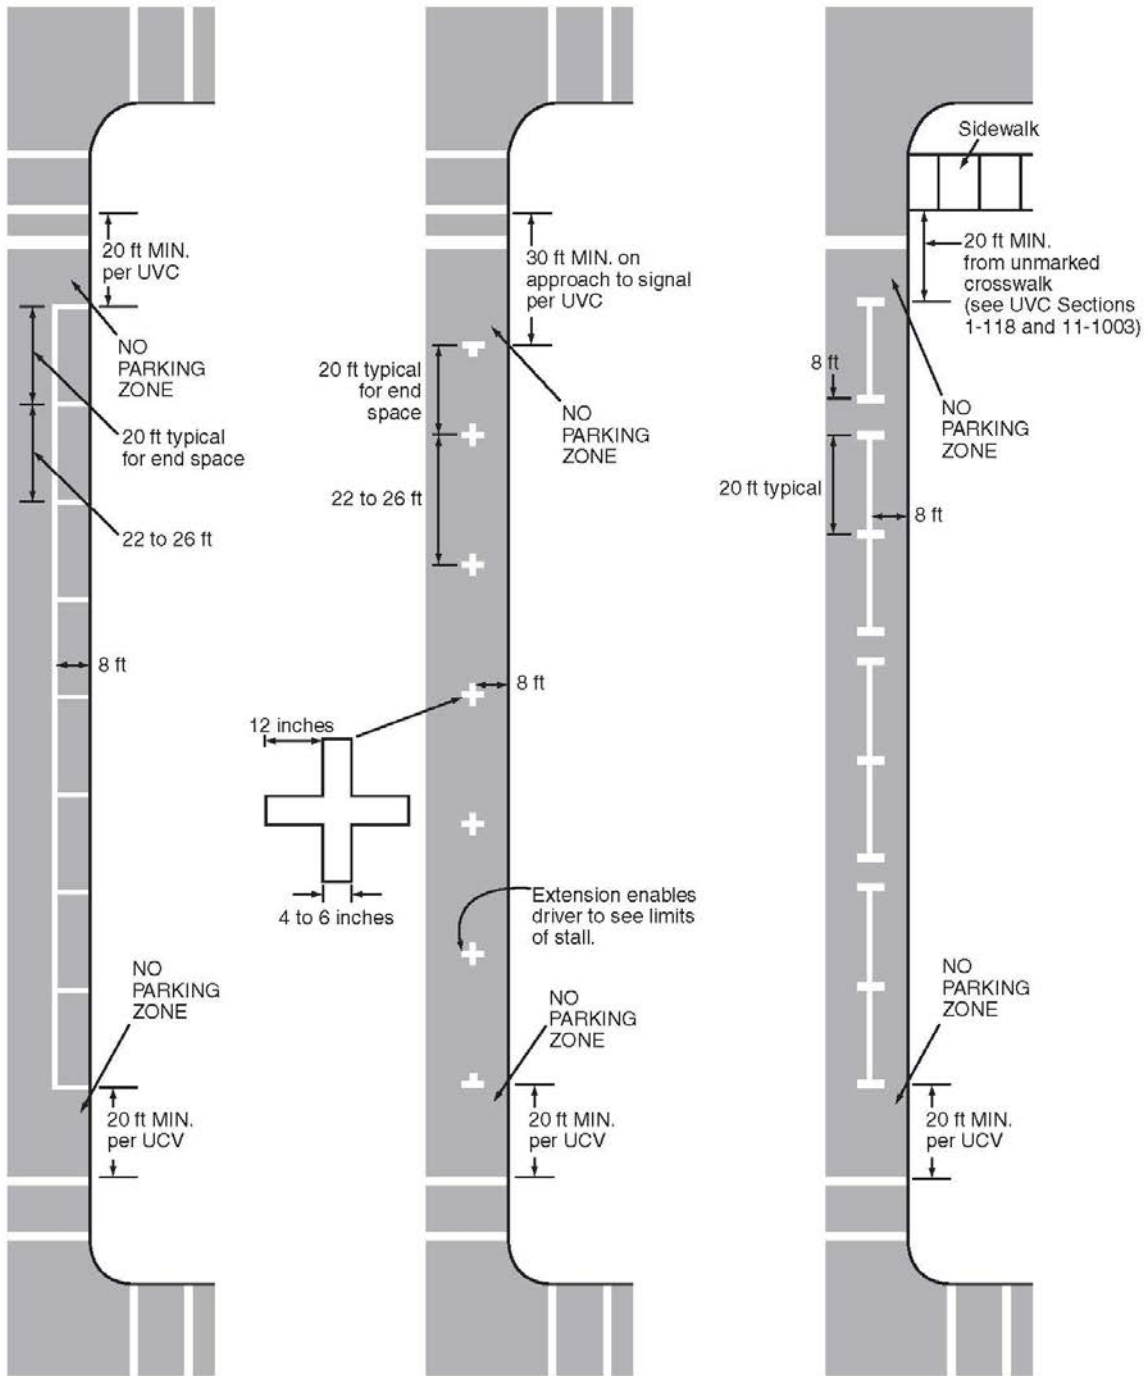 20 ft MIN.
per UVC
NO
PARKING
ZONE
20 ft typical
for end space
22 to 26 ft
8 ft
NO
PARKING
ZONE
20 ft MIN.
per UCV
30 ft MIN. on
approach to signal
per UVC
20 ft typical
for end
space
NO
PARKING
ZONE
22 to 26 ft
8 ft
12 inches
4 to 6 inches
Extension enables
driver to see limits
of stall.
NO
PARKING
ZONE
20 ft MIN.
per UCV
Sidewalk
20 ft MIN.
from unmarked
crosswalk
(see UVC Sections
1-118 and 11-1003)
8 ft
NO
PARKING
ZONE
20 ft typical
8 ft
NO
PARKING
ZONE
20 ft MIN.
per UCV